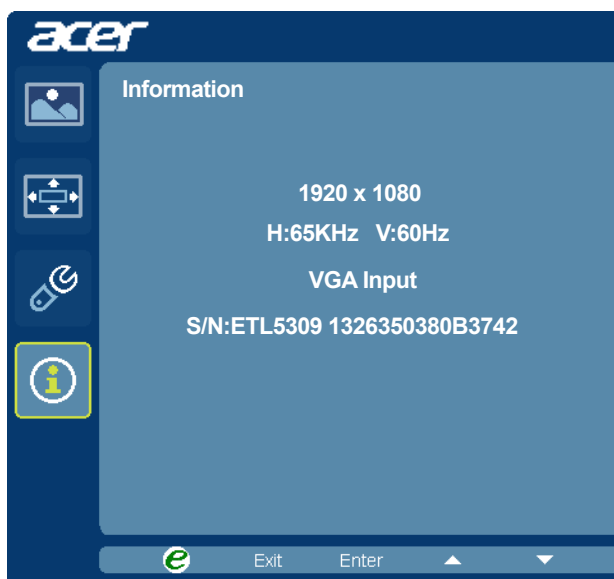 acer
Information
1920 x 1080
H:65KHz V:60Hz
VGA Input
S/N:ETL5309 1326350380B3742
e Exit Enter